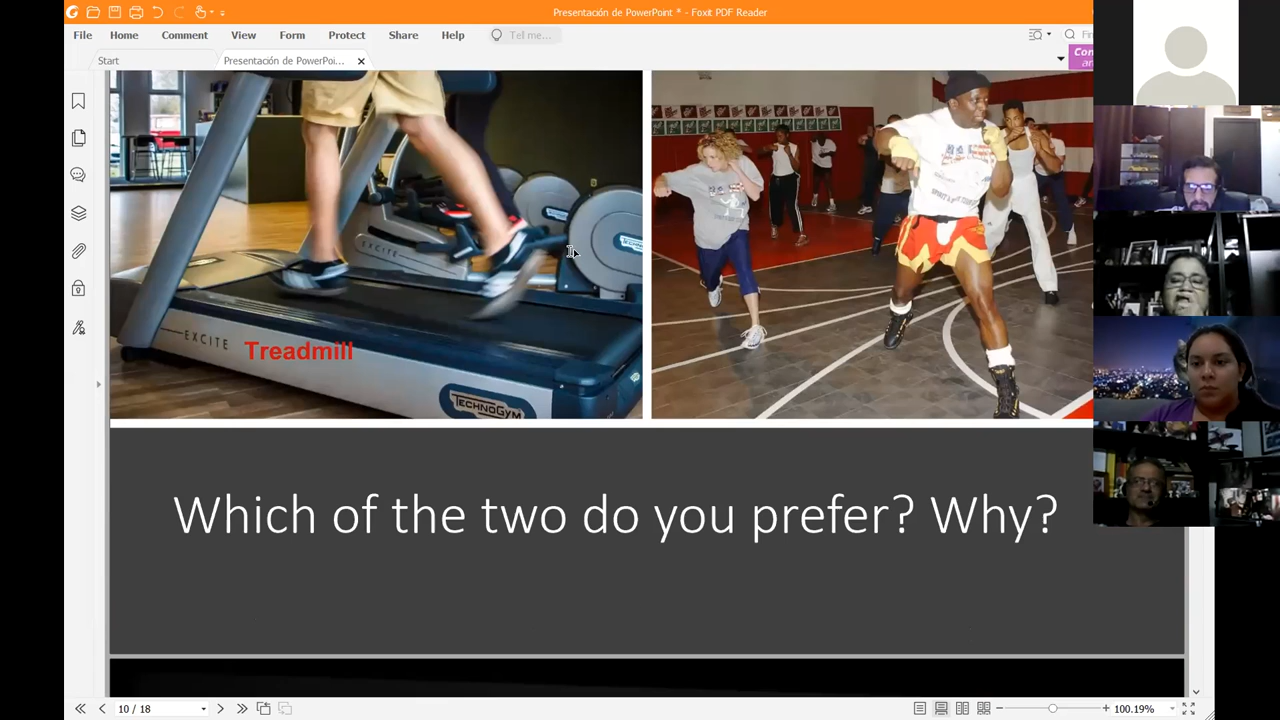 Presentación de PowerPoint * - Foxit PDF Reader
File Home Comment View Form Protect Share Help Tell me...
Start Presentación de PowerPoi...
EXCITE
EXCITE
Treadmill
TECHNOGYM
Which of the two do you prefer? Why?
10 / 18
100.19%